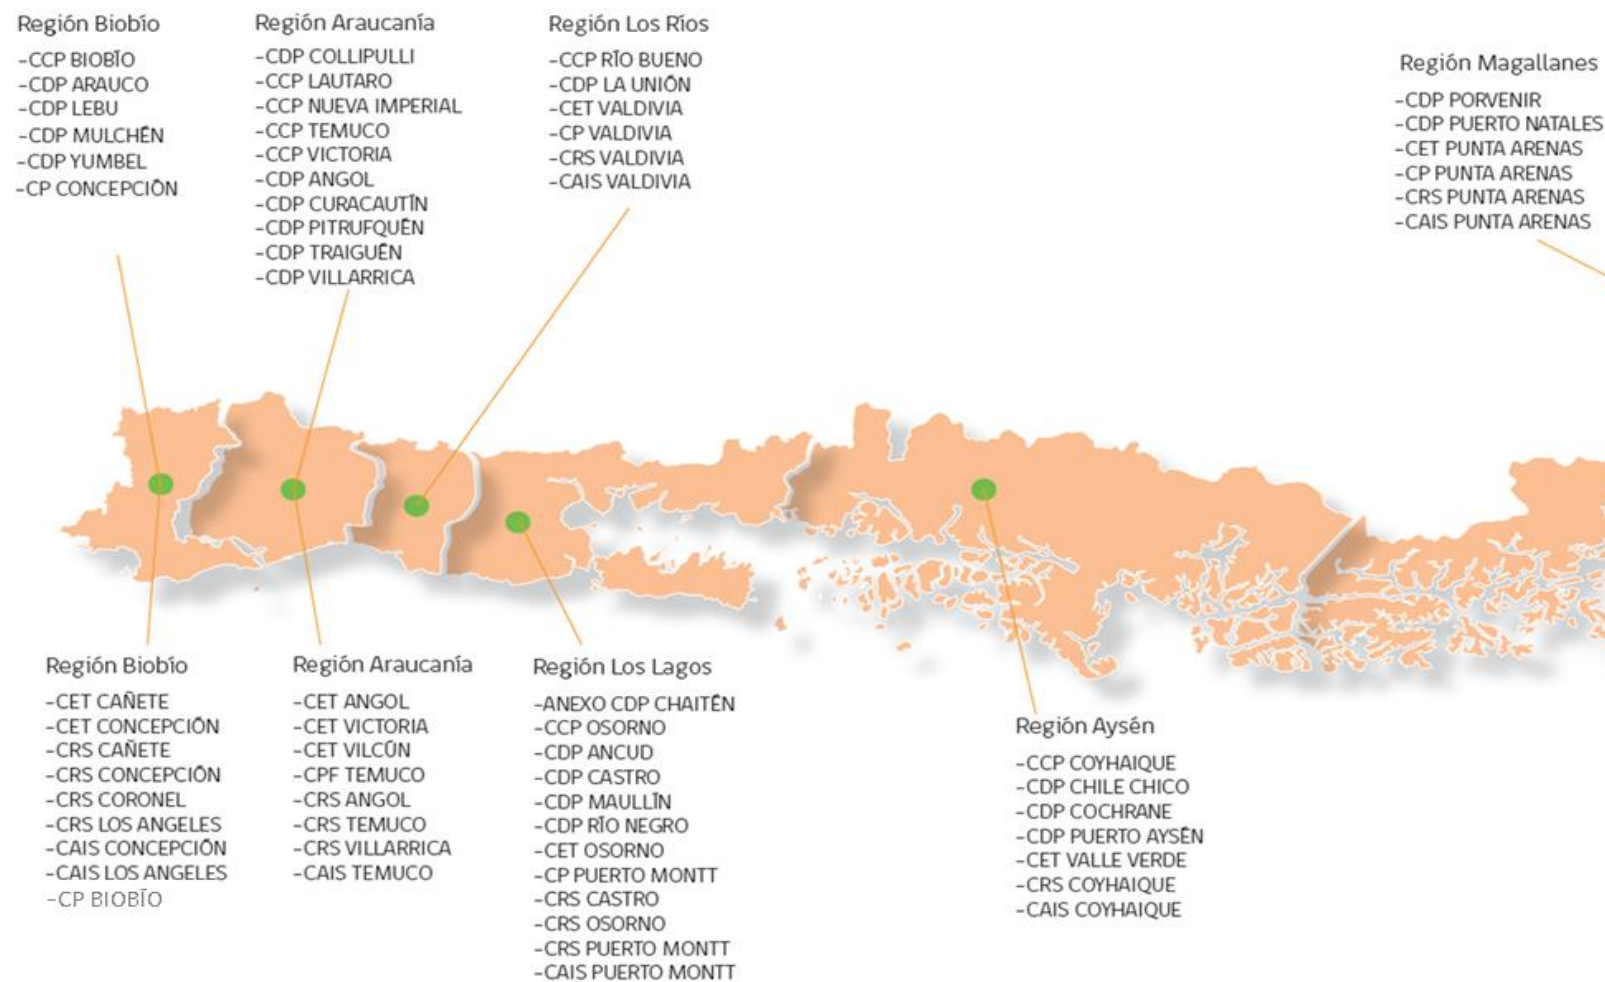 Región Biobío
-CCP BIOBÍO
-CDP ARAUCO
-CDP LEBU
-CDP MULCHÉN
-CDP YUMBEL
-CP CONCEPCIÓN
Región Araucanía
-CDP COLLIPULLI
-CCP LAUTARO
-CCP NUEVA IMPERIAL
-CCP TEMUCO
-CCP VICTORIA
-CDP ANGOL
-CDP CURACAUTÍN
-CDP PITRUFQUÉN
-CDP TRAIGUÉN
-CDP VILLARRICA
Región Los Ríos
-CCP RÍO BUENO
-CDP LA UNIÓN
-CET VALDIVIA
-CP VALDIVIA
-CRS VALDIVIA
-CAIS VALDIVIA
Región Magallanes
-CDP PORVENIR
-CDP PUERTO NATALES
-CET PUNTA ARENAS
-CP PUNTA ARENAS
-CRS PUNTA ARENAS
-CAIS PUNTA ARENAS
Región Biobío
-CET CAÑETE
-CET CONCEPCIÓN
-CRS CAÑETE
-CRS CONCEPCIÓN
-CRS CORONEL
-CRS LOS ANGELES
-CAIS CONCEPCIÓN
-CAIS LOS ANGELES
-CP BIOBÍO
Región Araucanía
-CET ANGOL
-CET VICTORIA
-CET VILCÚN
-CPF TEMUCO
-CRS ANGOL
-CRS TEMUCO
-CRS VILLARRICA
-CAIS TEMUCO
Región Los Lagos
-ANEXO CDP CHAITÉN
-CCP OSORNO
-CDP ANCUD
-CDP CASTRO
-CDP MAULLÍN
-CDP RÍO NEGRO
-CET OSORNO
-CP PUERTO MONTT
-CRS CASTRO
-CRS OSORNO
-CRS PUERTO MONTT
-CAIS PUERTO MONTT
Región Aysén
-CCP COYHAIQUE
-CDP CHILE CHICO
-CDP COCHRANE
-CDP PUERTO AYSÉN
-CET VALLE VERDE
-CRS COYHAIQUE
-CAIS COYHAIQUE